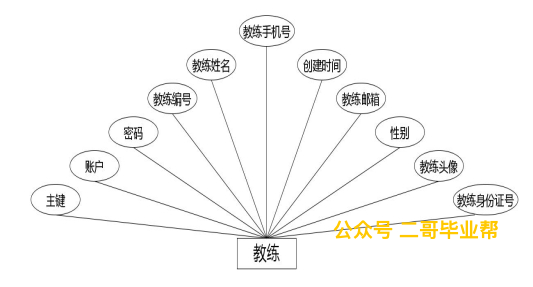 教练手机号
教练姓名
创建时间
教练编号
教练邮箱
密码
性别
账户
教练头像
主键
教练身份证号
公众号 二哥毕业帮
教练